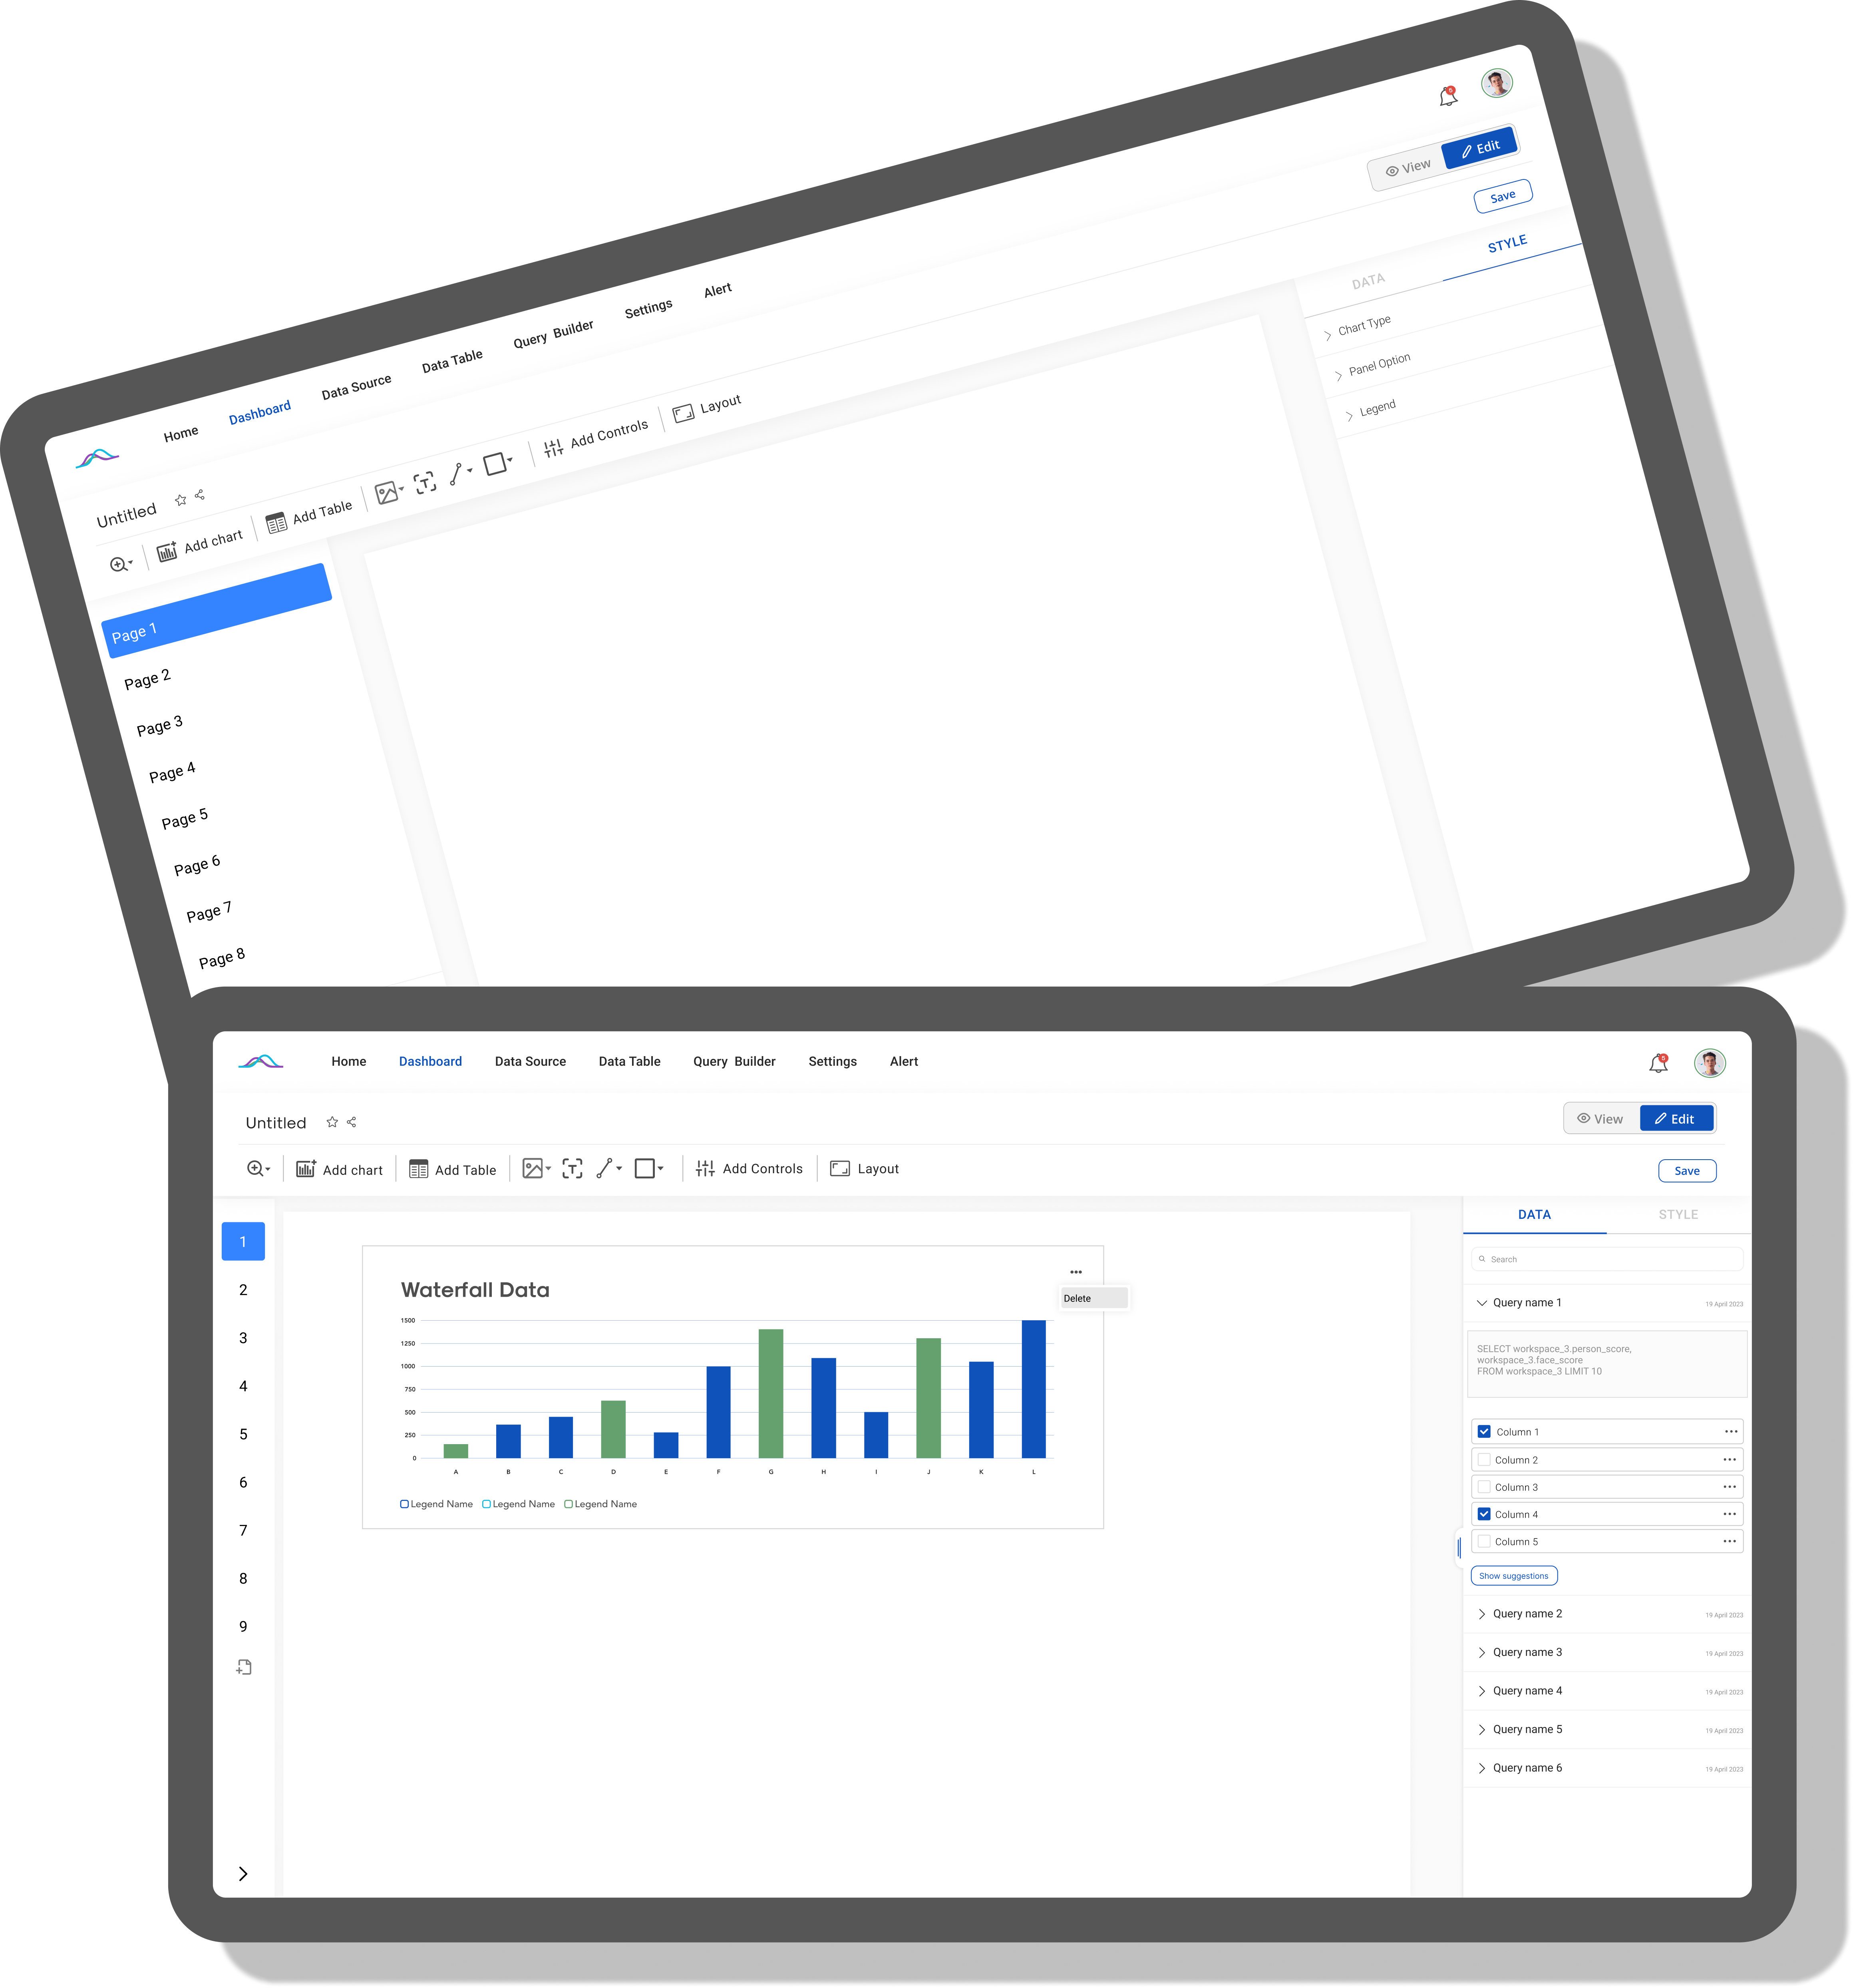 6
View
Edit
Save
Home
Dashboard
Data Source
Data Table
Query Builder
Settings
Alert
Untitled
Add chart
Add Table
Add Controls
Layout
DATA
STYLE
Chart Type
Panel Option
Legend
Page 1
Page 2
Page 3
Page 4
Page 5
Page 6
Page 7
Page 8
Home Dashboard Data Source Data Table Query Builder Settings Alert
Untitled
View Edit
Add chart Add Table Add Controls Layout
Save
1
2
3
4
5
6
7
8
9
Waterfall Data
Delete
1500
1250
1000
750
500
250
0
A B C D E F G H I J K L
Legend Name Legend Name Legend Name
DATA STYLE
Search
Query name 1 19 April 2023
SELECT workspace_3.person_score,
workspace_3.face_score
FROM workspace_3 LIMIT 10
Column 1
Column 2
Column 3
Column 4
Column 5
Show suggestions
Query name 2 19 April 2023
Query name 3 19 April 2023
Query name 4 19 April 2023
Query name 5 19 April 2023
Query name 6 19 April 2023